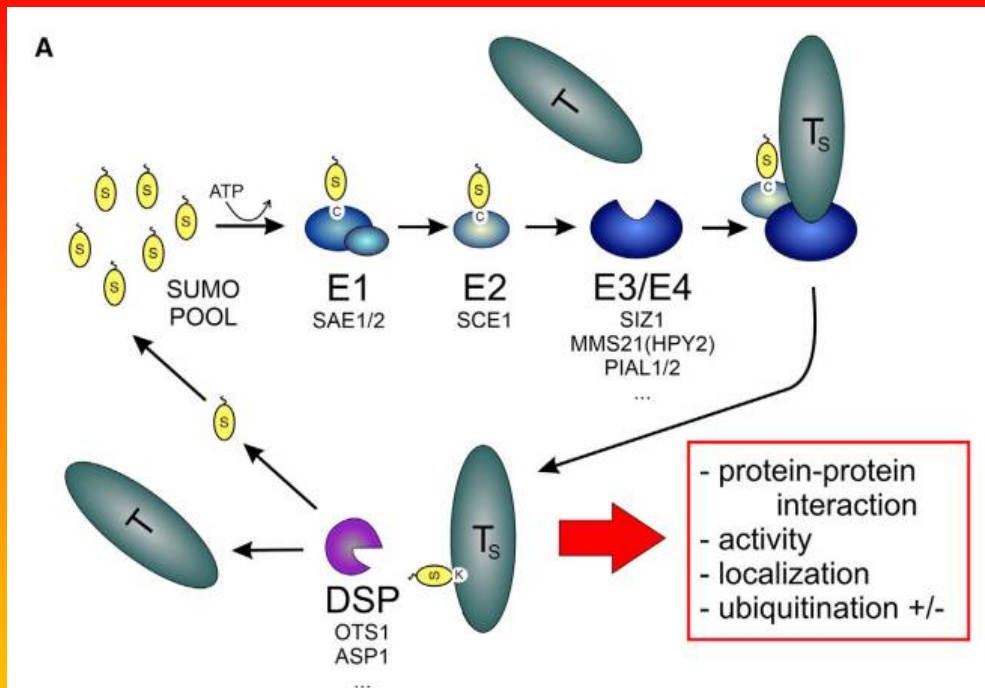 A
T
T
S
S
C
S
S
S
S
S
S
ATP
S
C
S
C
SUMO
POOL
E1
SAE1/2
E2
SCE1
E3/E4
SIZ1
MMS21(HPY2)
PIAL1/2
...
S
T
DSP
OTS1
ASP1
...
S
K
TS
- protein-protein
interaction
- activity
- localization
- ubiquitination +/-